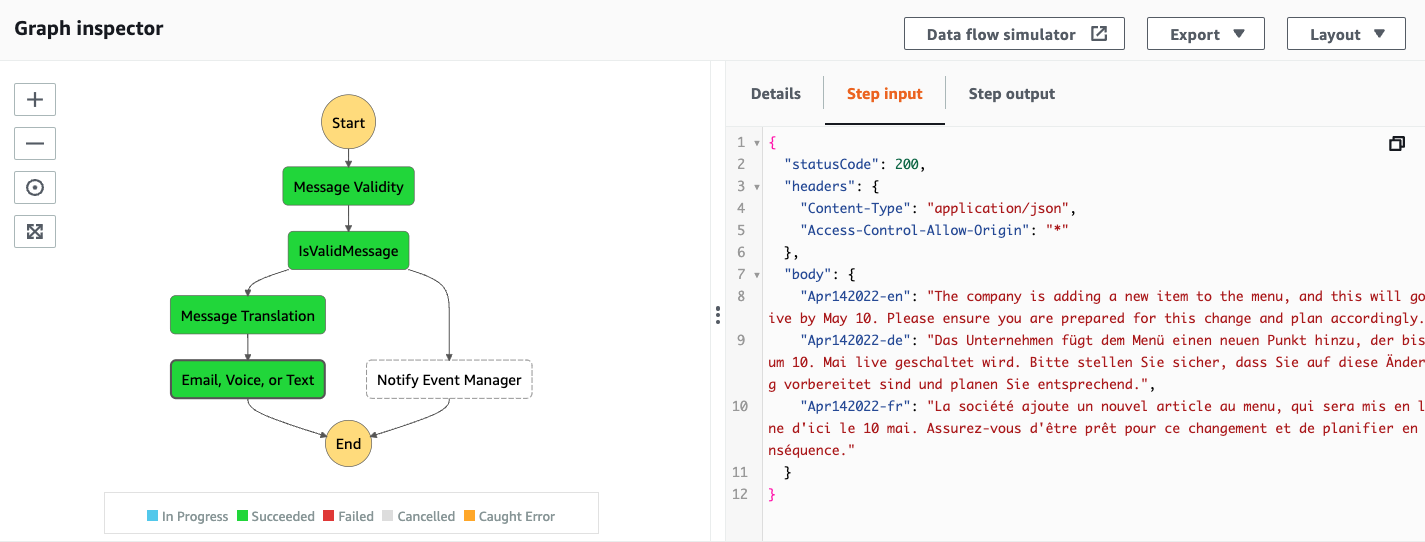 Graph inspector
Data flow simulator
Export
Layout
Start
Message Validity
IsValidMessage
Message Translation
Email, Voice, or Text
Notify Event Manager
End
In Progress Succeeded Failed Cancelled Caught Error
Details
Step input
Step output
1 {
2 "statusCode": 200,
3 "headers": {
4 "Content-Type": "application/json",
5 "Access-Control-Allow-Origin": "*"
6 },
7 "body": {
8 "Apr142022-en": "The company is adding a new item to the menu, and this will go
ive by May 10. Please ensure you are prepared for this change and plan accordingly.
9 "Apr142022-de": "Das Unternehmen fügt dem Menü einen neuen Punkt hinzu, der bis
um 10. Mai live geschaltet wird. Bitte stellen Sie sicher, dass Sie auf diese Änder
g vorbereitet sind und planen Sie entsprechend.",
10 "Apr142022-fr": "La société ajoute un nouvel article au menu, qui sera mis en l
ne d'ici le 10 mai. Assurez-vous d'être prêt pour ce changement et de planifier en
nséquence."
11 }
12 }